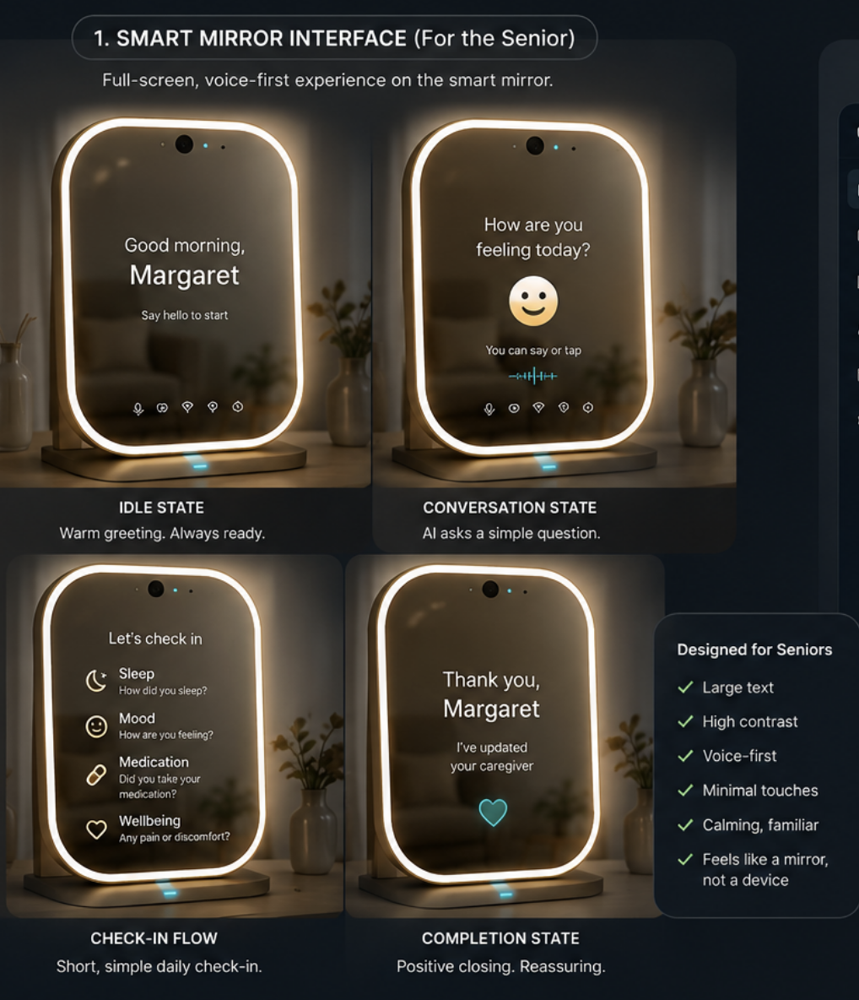 1. SMART MIRROR INTERFACE (For the Senior)
Full-screen, voice-first experience on the smart mirror.
Good morning,
Margaret
Say hello to start
How are you
feeling today?
You can say or tap
IDLE STATE
Warm greeting. Always ready.
CONVERSATION STATE
AI asks a simple question.
Let's check in
Sleep
How did you sleep?
Mood
How are you feeling?
Medication
Did you take your
medication?
Wellbeing
Any pain or discomfort?
Thank you,
Margaret
I've updated
your caregiver
Designed for Seniors
Large text
High contrast
Voice-first
Minimal touches
Calming, familiar
Feels like a mirror,
not a device
CHECK-IN FLOW
Short, simple daily check-in.
COMPLETION STATE
Positive closing. Reassuring.